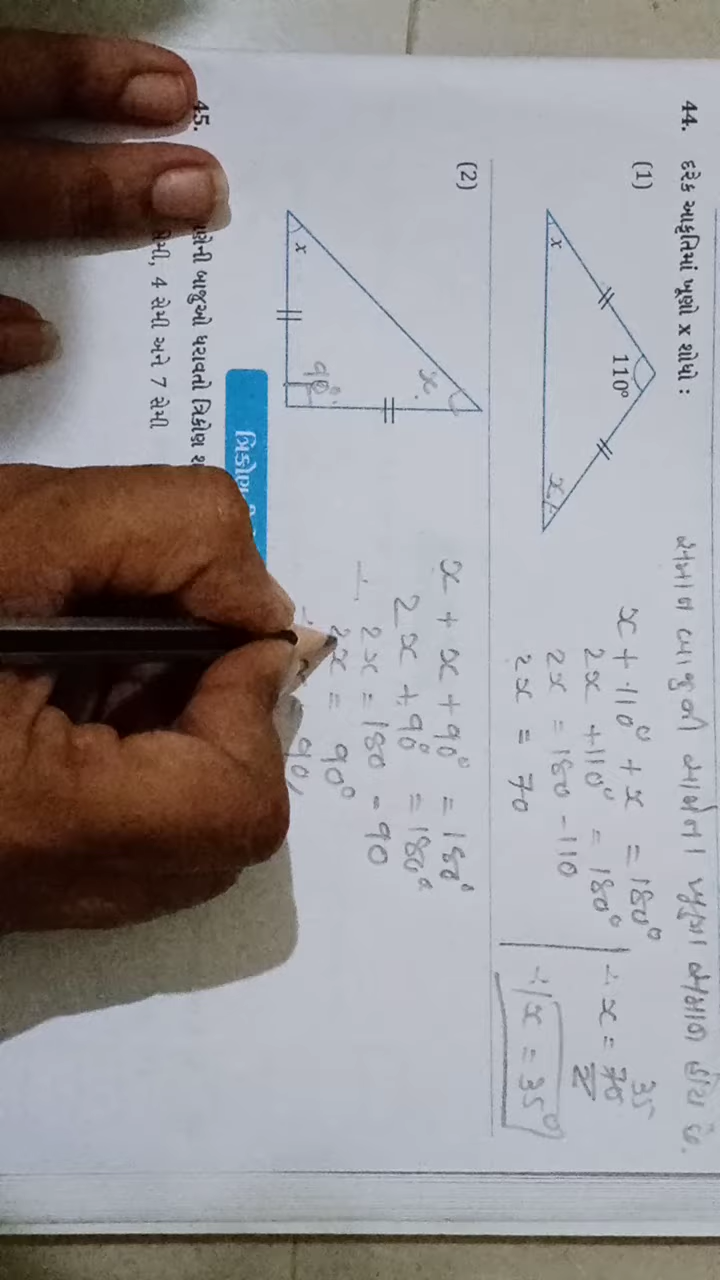 44. દરેક આકૃતિમાં ખૂણો x શોધો :
સમાન બાજુની સામેના ખૂણા સમાન હોય છે.
(1)
110°
x
x
x + 110° + x = 180°
2x + 110° = 180°
2x = 180 - 110
2x = 70
∴ x = 70/2 35
∴ x = 35°
(2)
x
x
90°
x + x + 90° = 180°
2x + 90° = 180°
∴ 2x = 180 - 90
2x = 90°
90/
ત્રિકોણ
45.
બાજુઓ ધરાવતો ત્રિકોણ
4 સેમી અને 7 સેમી